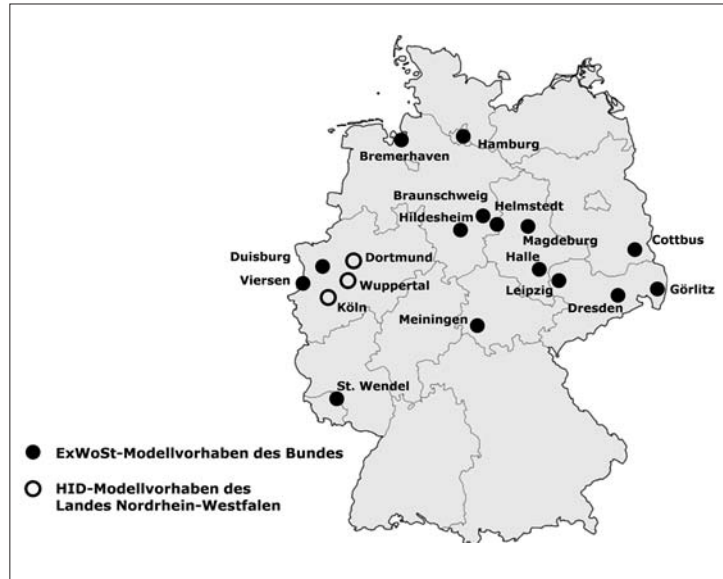 Hamburg
Bremerhaven
Braunschweig
Helmstedt
Hildesheim
Magdeburg
Cottbus
Duisburg
Dortmund
Halle
Viersen
Wuppertal
Leipzig
Görlitz
Köln
Dresden
Meiningen
St. Wendel
ExWoSt-Modellvorhaben des Bundes
HID-Modellvorhaben des
Landes Nordrhein-Westfalen